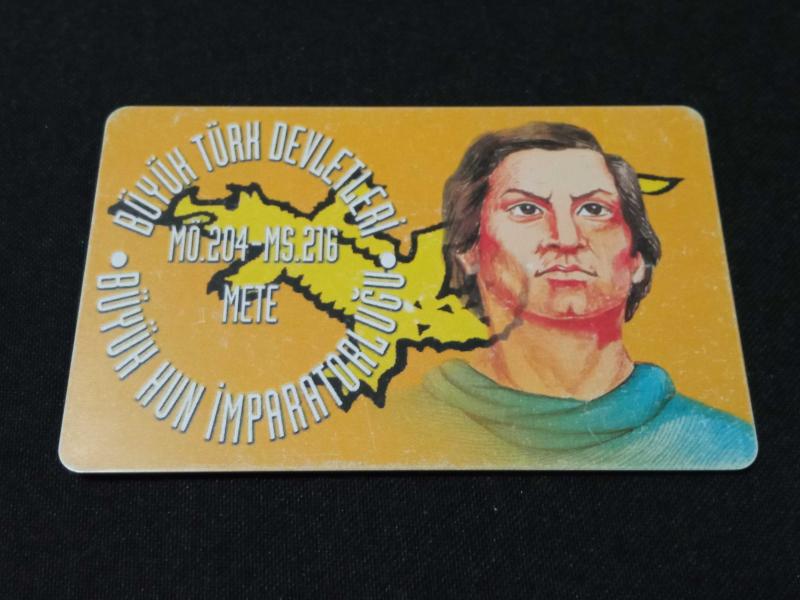 BÜYÜK TÜRK DEVLETLERİ
MÖ.204-MS.216
METE
BÜYÜK HUN İMPARATORLUĞU